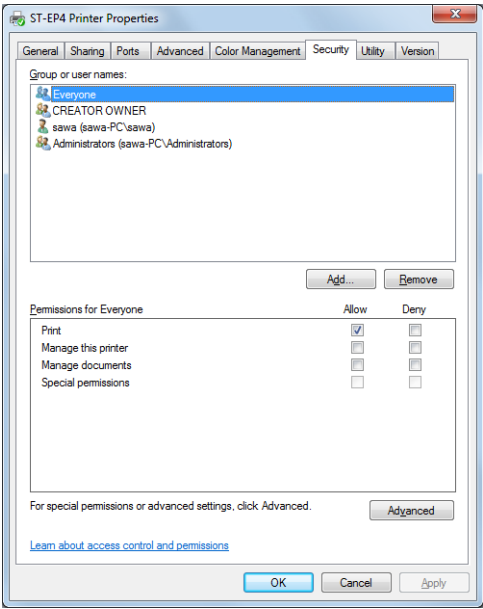 ST-EP4 Printer Properties
General Sharing Ports Advanced Color Management Security Utility Version
Group or user names:
Everyone
CREATOR OWNER
sawa (sawa-PC\sawa)
Administrators (sawa-PC\Administrators)
Add... Remove
Permissions for Everyone Allow Deny
Print
Manage this printer
Manage documents
Special permissions
For special permissions or advanced settings, click Advanced.
Advanced
Learn about access control and permissions
OK Cancel Apply